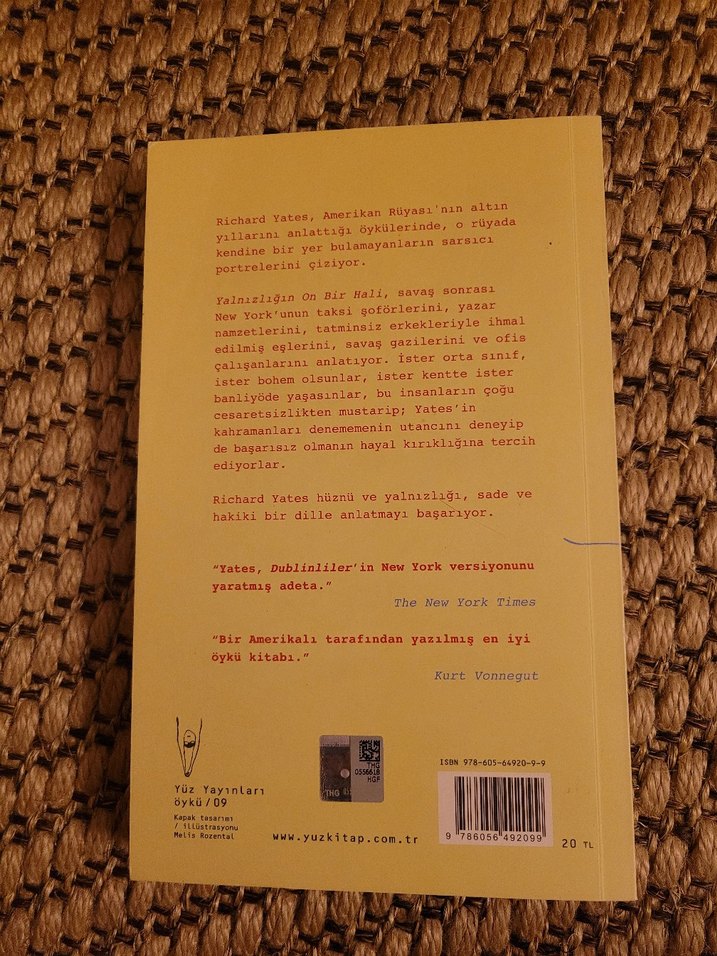 Richard Yates, Amerikan Rüyası'nın altın
yıllarını anlattığı öykülerinde, o rüyada
kendine bir yer bulamayanların sarsıcı
portrelerini çiziyor.
Yalnızlığın On Bir Hali, savaş sonrası
New York'unun taksi şoförlerini, yazar
namzetlerini, tatminsiz erkekleriyle ihmal
edilmiş eşlerini, savaş gazilerini ve ofis
çalışanlarını anlatıyor. İster orta sınıf,
ister bohem olsunlar, ister kentte ister
banliyöde yaşasınlar, bu insanların çoğu
cesaretsizlikten mustarip; Yates'in
kahramanları denememenin utancını deneyip
de başarısız olmanın hayal kırıklığına tercih
ediyorlar.
Richard Yates hüznü ve yalnızlığı, sade ve
hakiki bir dille anlatmayı başarıyor.
"Yates, Dublinliler'in New York versiyonunu
yaratmış adeta."
The New York Times
"Bir Amerikalı tarafından yazılmış en iyi
öykü kitabı."
Kurt Vonnegut
Yüz Yayınları
öykü/09
Kapak tasarımı
/ illüstrasyonu
Melis Rozental
THG
055661B
HGF
THG
www.yuzkitap.com.tr
ISBN 978-605-64920-9-9
9 786056 492099
20 TL